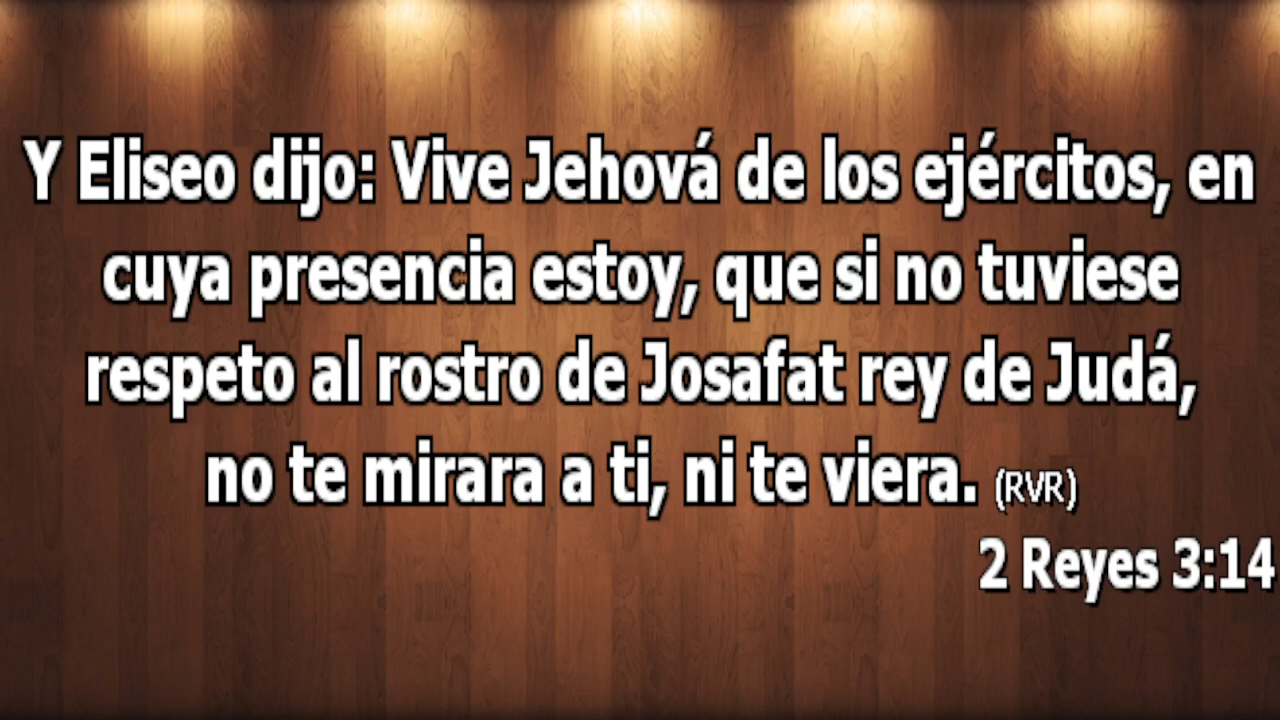 Y Eliseo dijo: Vive Jehová de los ejércitos, en
cuya presencia estoy, que si no tuviese
respeto al rostro de Josafat rey de Judá,
no te mirara a ti, ni te viera. (RVR)
2 Reyes 3:14